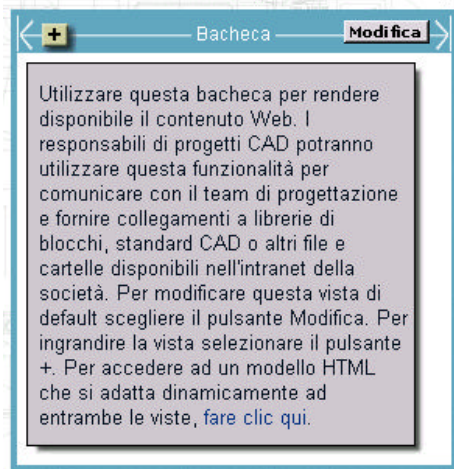 + Bacheca Modifica
Utilizzare questa bacheca per rendere
disponibile il contenuto Web. I
responsabili di progetti CAD potranno
utilizzare questa funzionalità per
comunicare con il team di progettazione
e fornire collegamenti a librerie di
blocchi, standard CAD o altri file e
cartelle disponibili nell'intranet della
società. Per modificare questa vista di
default scegliere il pulsante Modifica. Per
ingrandire la vista selezionare il pulsante
+. Per accedere ad un modello HTML
che si adatta dinamicamente ad
entrambe le viste, fare clic qui.